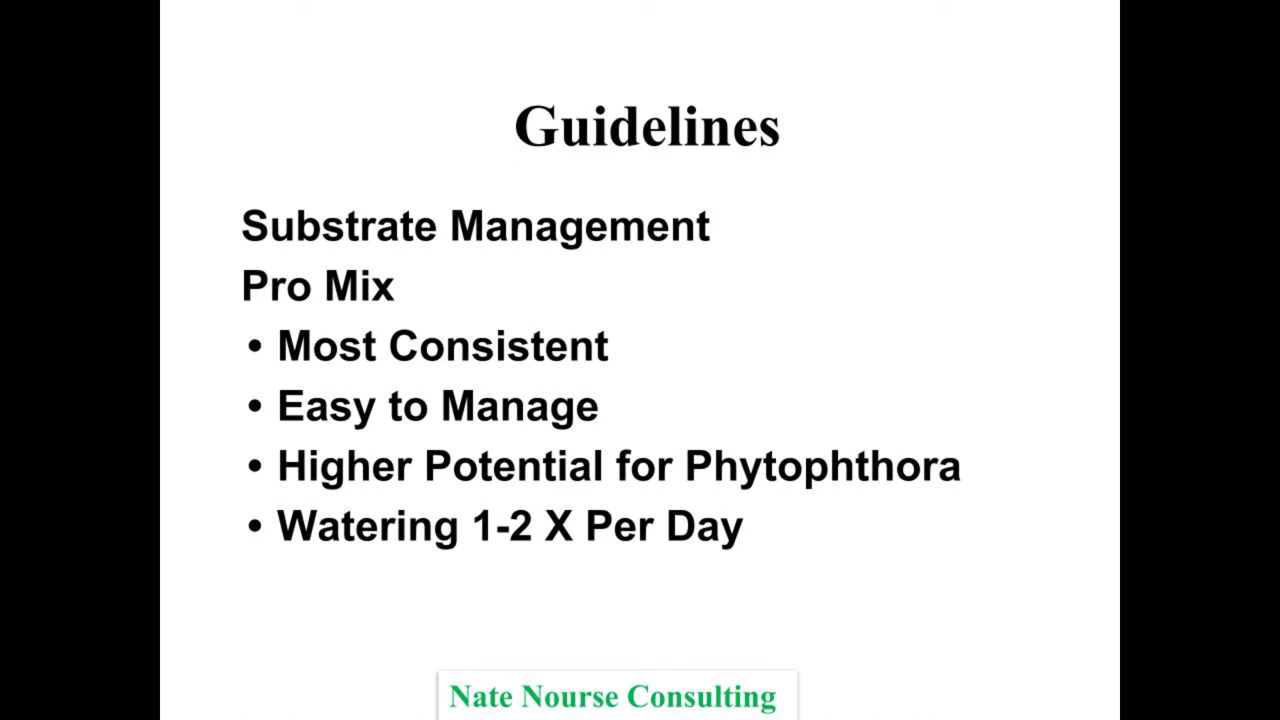 Guidelines
Substrate Management
Pro Mix
• Most Consistent
• Easy to Manage
• Higher Potential for Phytophthora
• Watering 1-2 X Per Day
Nate Nourse Consulting